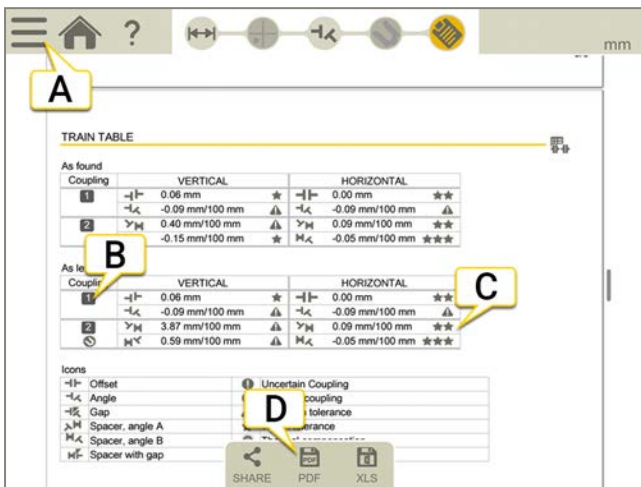 ?
mm
A
TRAIN TABLE
As found
Coupling VERTICAL HORIZONTAL
1 0.06 mm 0.00 mm
-0.09 mm/100 mm -0.09 mm/100 mm
2 0.40 mm/100 mm 0.09 mm/100 mm
-0.15 mm/100 mm -0.05 mm/100 mm
B
As le
Couplin VERTICAL HORIZONTAL
C
1 0.06 mm 0.00 mm
-0.09 mm/100 mm -0.09 mm/100 mm
2 3.87 mm/100 mm 0.09 mm/100 mm
0.59 mm/100 mm -0.05 mm/100 mm
Icons
Offset Uncertain Coupling
Angle coupling
Gap tolerance
Spacer, angle A erance
Spacer, angle B
Spacer with gap
D
SHARE PDF XLS